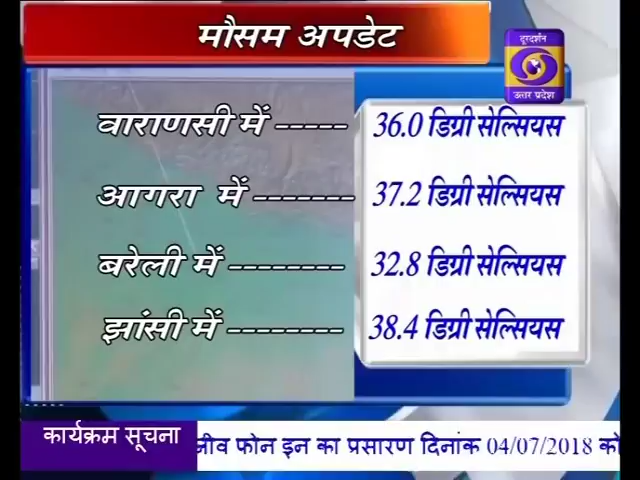 मौसम अपडेट
दूरदर्शन
उत्तर प्रदेश
वाराणसी में ----- 36.0 डिग्री सेल्सियस
आगरा में ------- 37.2 डिग्री सेल्सियस
बरेली में -------- 32.8 डिग्री सेल्सियस
झांसी में -------- 38.4 डिग्री सेल्सियस
कार्यक्रम सूचना
फोन इन का प्रसारण दिनांक 04/07/2018 को